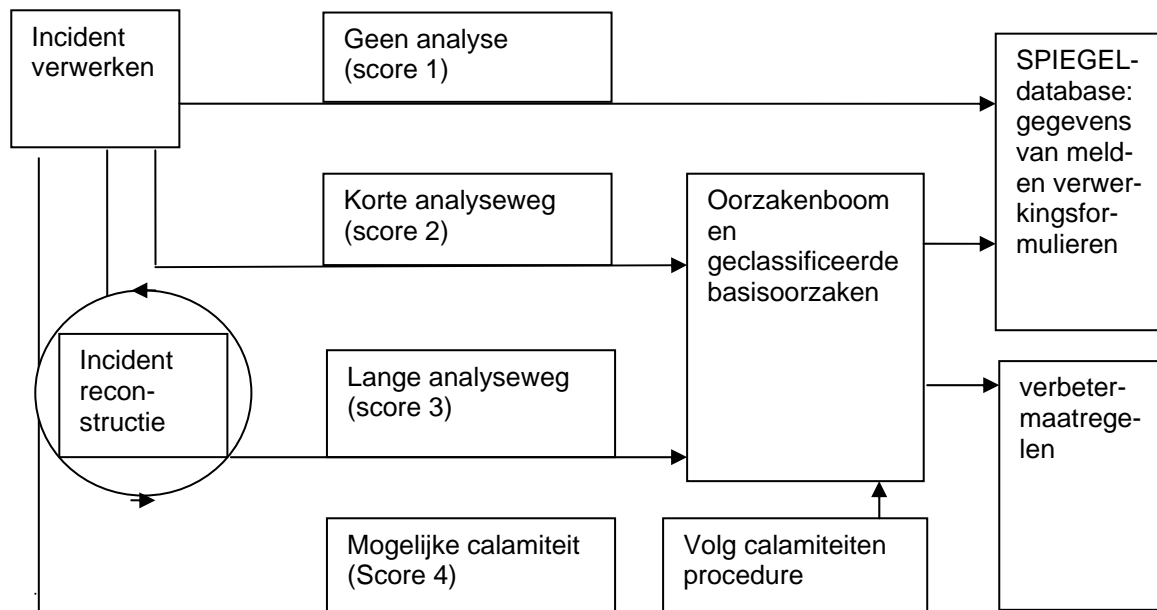 Incident
verwerken
Geen analyse
(score 1)
SPIEGEL-
database:
gegevens
van meld-
en verwer-
kingsfor-
mulieren
Korte analyseweg
(score 2)
Oorzakenboom
en
geclassificeerde
basisoorzaken
Incident
recon-
structie
Lange analyseweg
(score 3)
verbeter-
maatrege-
len
Mogelijke calamiteit
(Score 4)
Volg calamiteiten
procedure